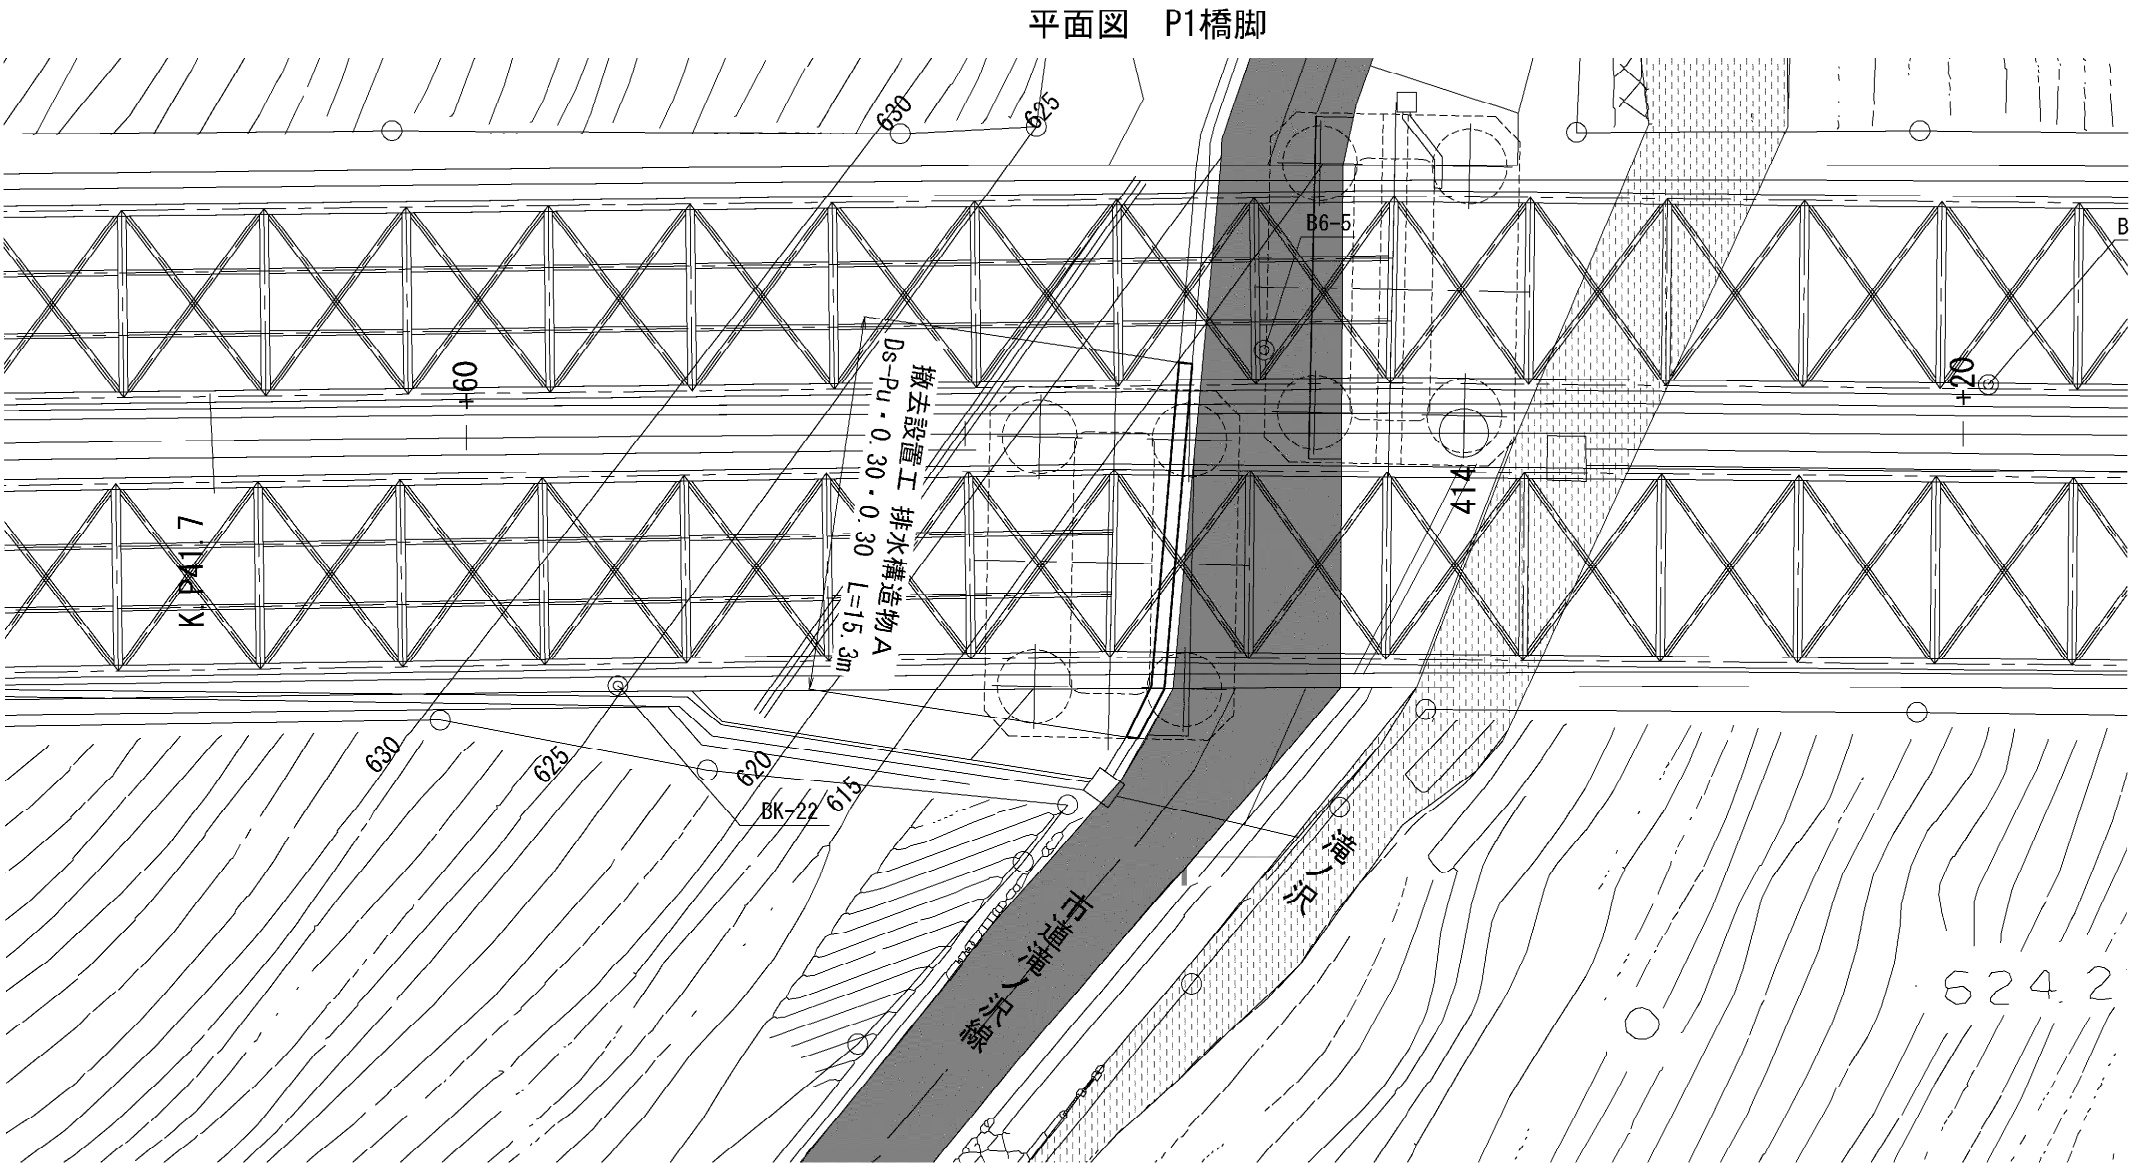 平面図 P1橋脚
630
625
B6-5
B
+60
+20
撤去設置工 排水構造物A
Ds-Pu・0.30・0.30 L=15.3m
414
K.P41.7
630
625
620
615
BK-22
滝ノ沢
市道滝ノ沢線
624.2